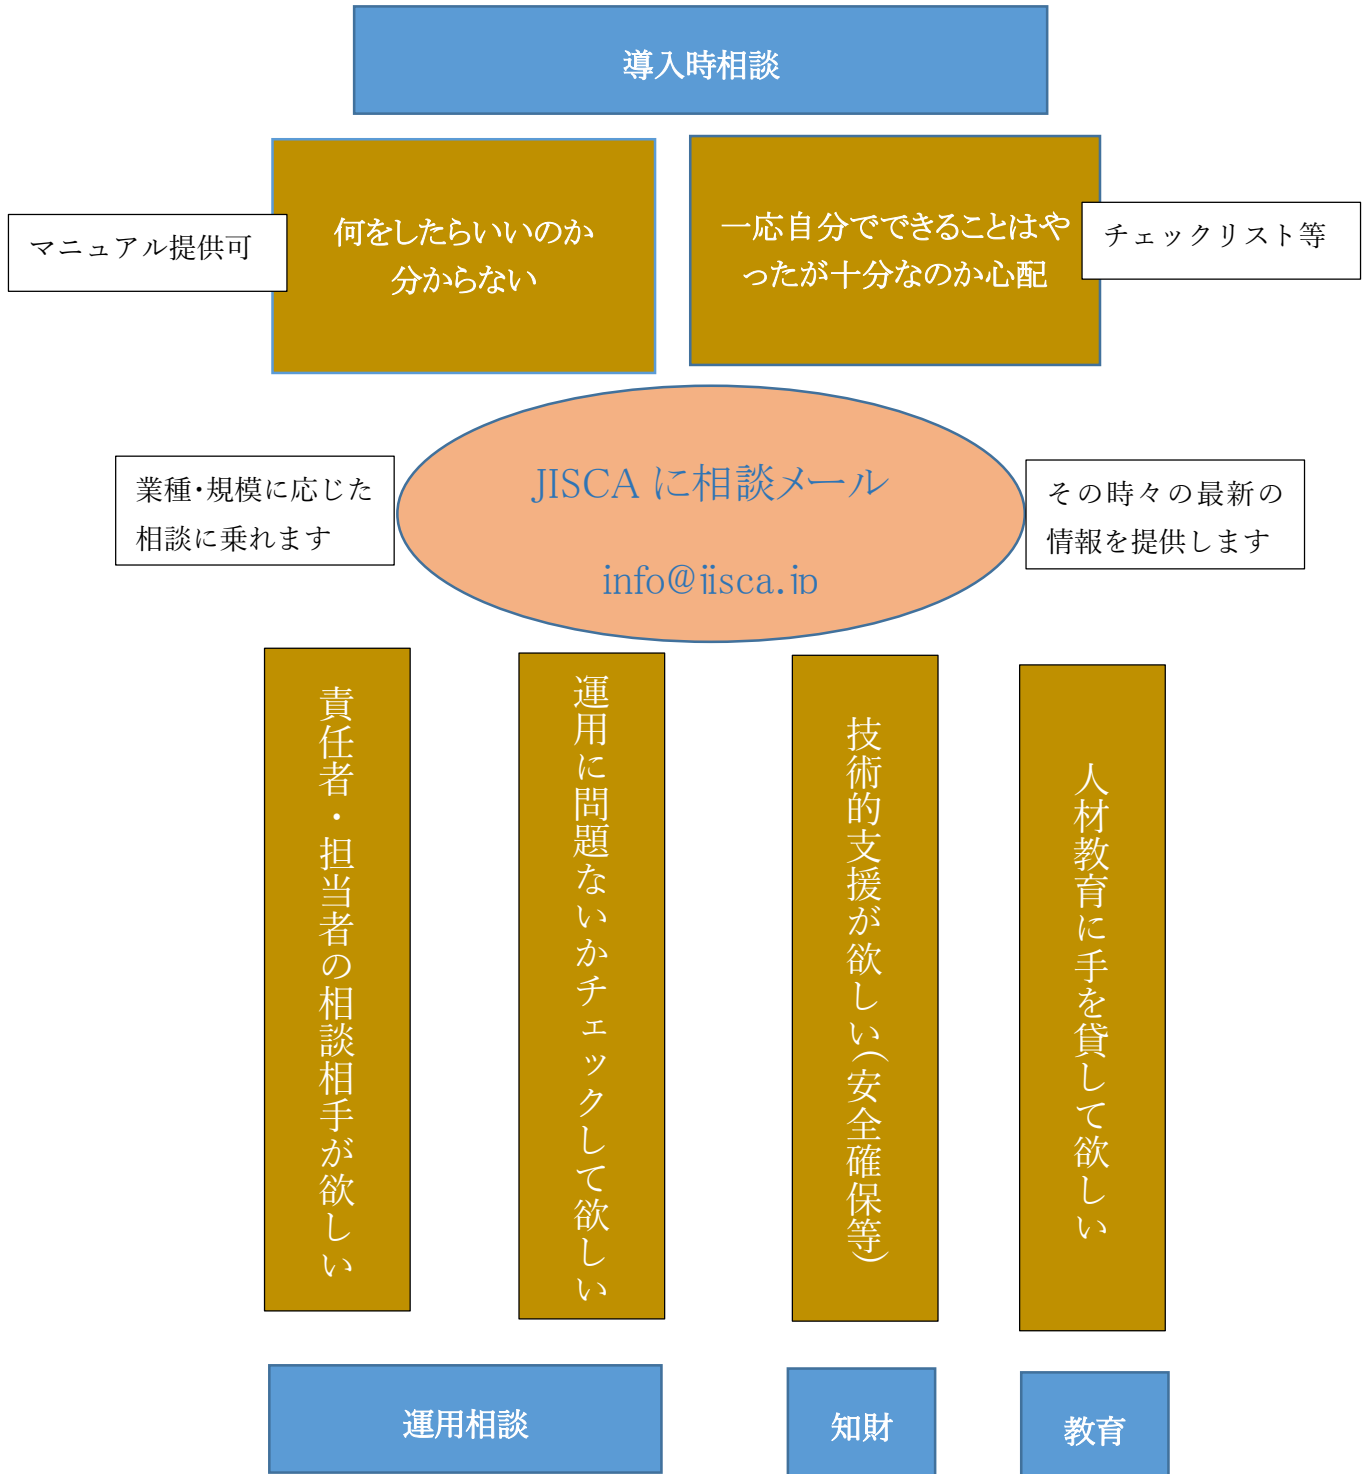 導入時相談
何をしたらいいのか
分からない
一応自分でできることはや
ったが十分なのか心配
マニュアル提供可
チェックリスト等
業種・規模に応じた
相談に乗れます
JISCA に相談メール
info@jisca.jp
その時々の最新の
情報を提供します
責任者・担当者の相談相手が欲しい
運用に問題ないかチェックして欲しい
技術的支援が欲しい(安全確保等)
人材教育に手を貸して欲しい
運用相談
知財
教育